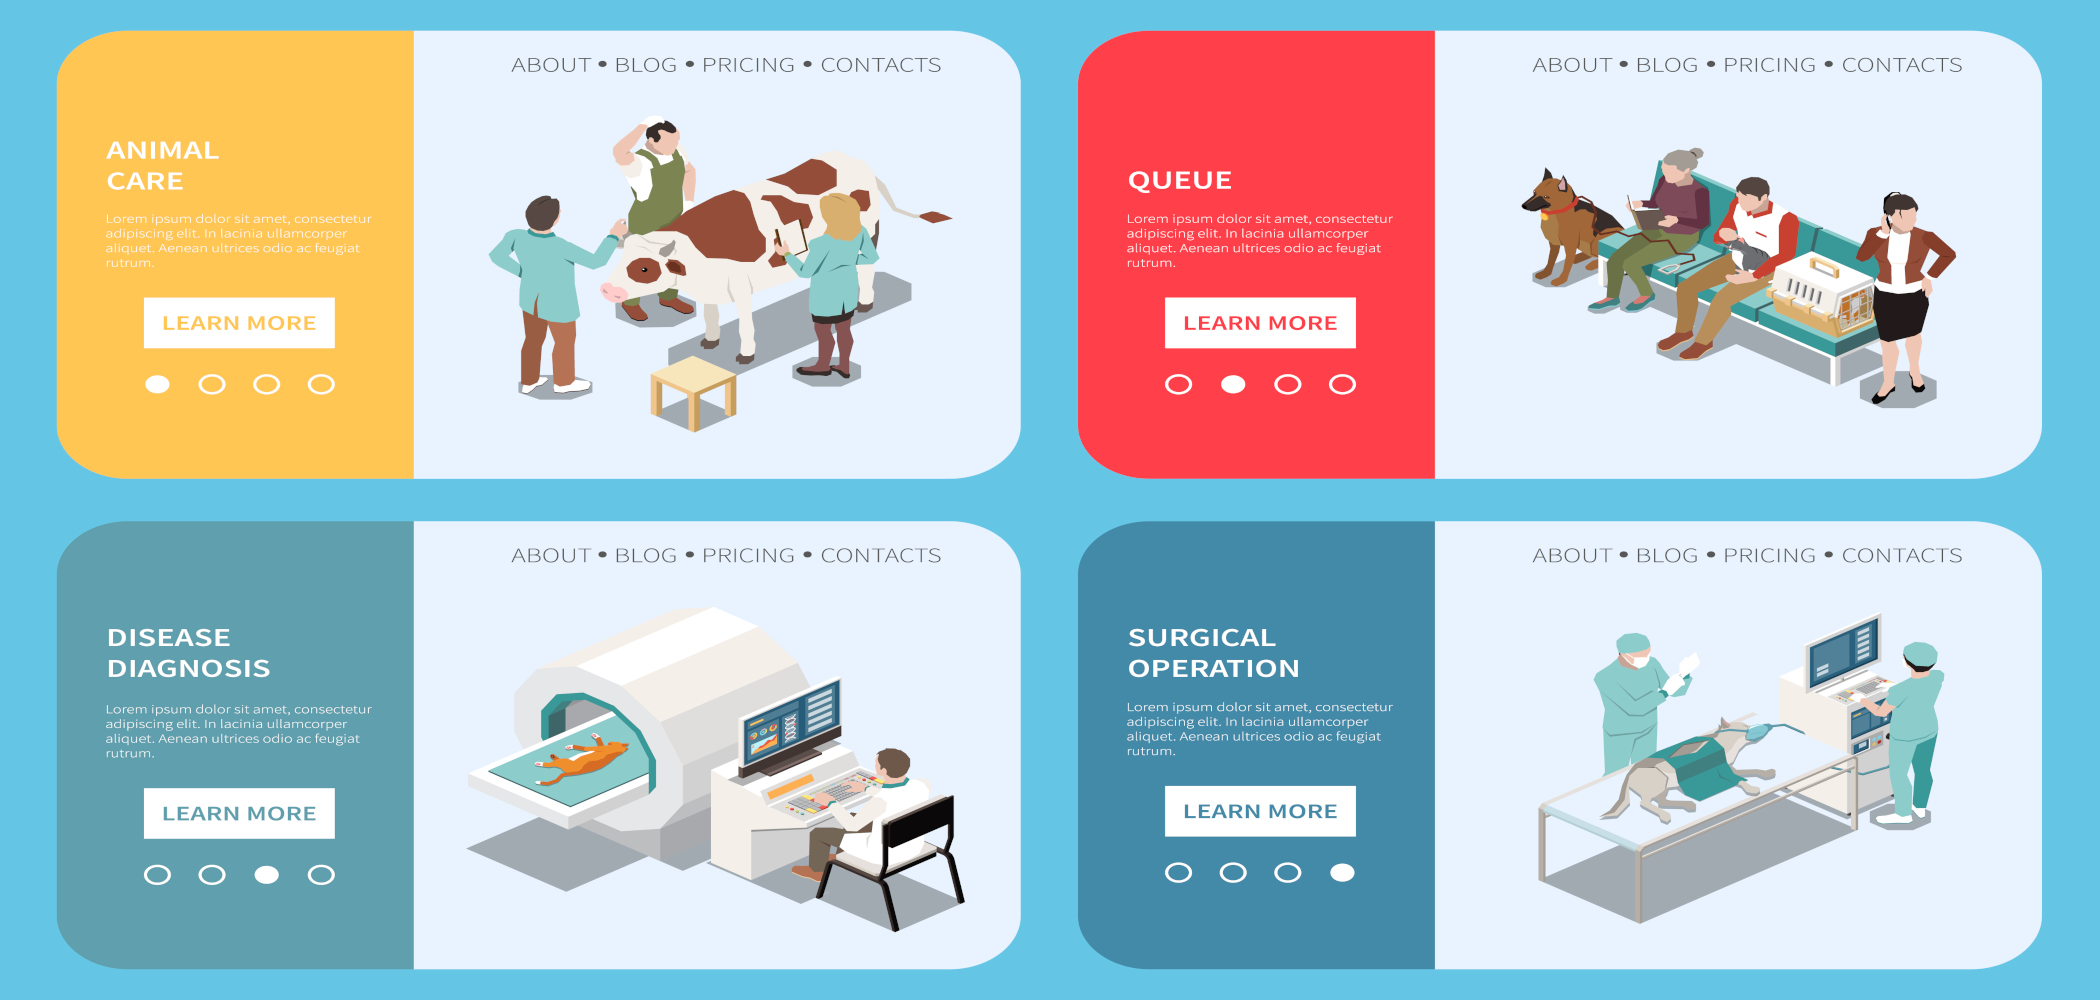 ABOUT • BLOG • PRICING • CONTACTS
ANIMAL
CARE
Lorem ipsum dolor sit amet, consectetur
adipiscing elit. In lacinia ullamcorper
aliquet. Aenean ultrices odio ac feugiat
rutrum.
LEARN MORE
ABOUT • BLOG • PRICING • CONTACTS
QUEUE
Lorem ipsum dolor sit amet, consectetur
adipiscing elit. In lacinia ullamcorper
aliquet. Aenean ultrices odio ac feugiat
rutrum.
LEARN MORE
ABOUT • BLOG • PRICING • CONTACTS
DISEASE
DIAGNOSIS
Lorem ipsum dolor sit amet, consectetur
adipiscing elit. In lacinia ullamcorper
aliquet. Aenean ultrices odio ac feugiat
rutrum.
LEARN MORE
ABOUT • BLOG • PRICING • CONTACTS
SURGICAL
OPERATION
Lorem ipsum dolor sit amet, consectetur
adipiscing elit. In lacinia ullamcorper
aliquet. Aenean ultrices odio ac feugiat
rutrum.
LEARN MORE